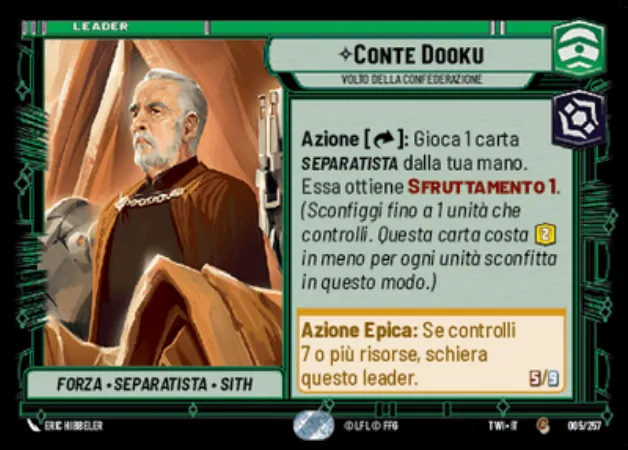 LEADER
CONTE DOOKU
VOLTO DELLA CONFEDERAZIONE
Azione [ ]: Gioca 1 carta
SEPARATISTA dalla tua mano.
Essa ottiene SFRUTTAMENTO 1.
(Sconfiggi fino a 1 unità che
controlli. Questa carta costa 2
in meno per ogni unità sconfitta
in questo modo.)
Azione Epica: Se controlli
7 o più risorse, schiera
questo leader.
5/9
FORZA • SEPARATISTA • SITH
ERIC HIBBELER
© LFL © FFG
TWI • IT
005/257